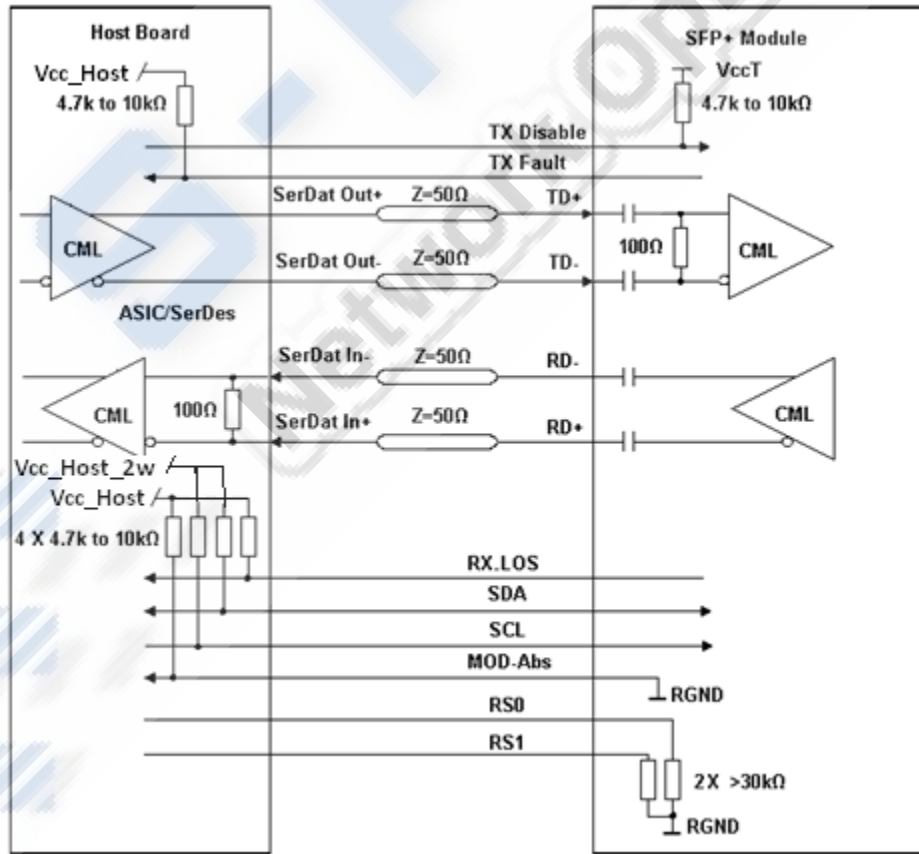 Host Board
SFP+ Module
Vcc_Host
VccT
4.7k to 10kΩ
4.7k to 10kΩ
TX Disable
TX Fault
SerDat Out+
Z=50Ω
TD+
CML
100Ω
CML
SerDat Out-
Z=50Ω
TD-
ASIC/SerDes
SerDat In-
Z=50Ω
RD-
CML
100Ω
SerDat In+
Z=50Ω
RD+
CML
Vcc_Host_2w
Vcc_Host
4 X 4.7k to 10kΩ
RX.LOS
SDA
SCL
MOD-Abs
RGND
RS0
RS1
2X >30kΩ
RGND
Network